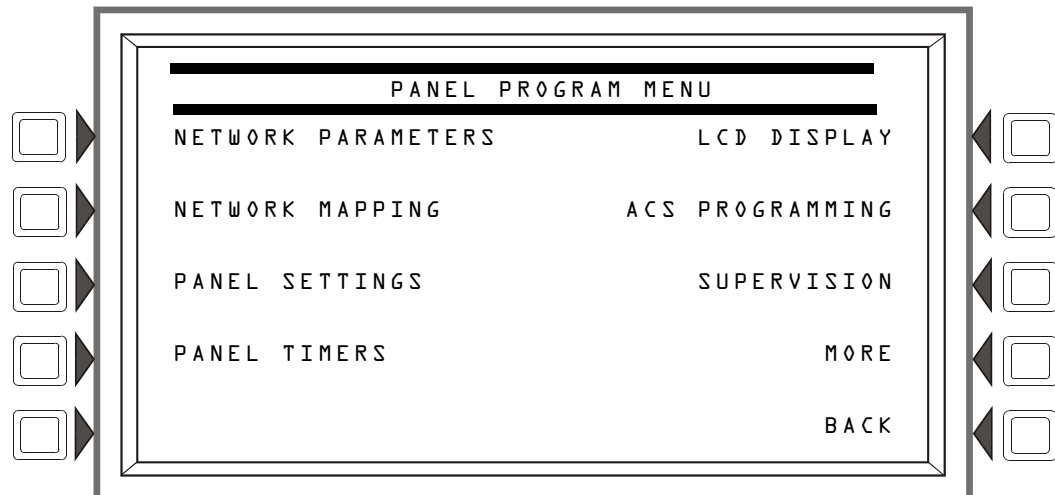 PANEL PROGRAM MENU
NETWORK PARAMETERS LCD DISPLAY
NETWORK MAPPING ACS PROGRAMMING
PANEL SETTINGS SUPERVISION
PANEL TIMERS MORE
BACK